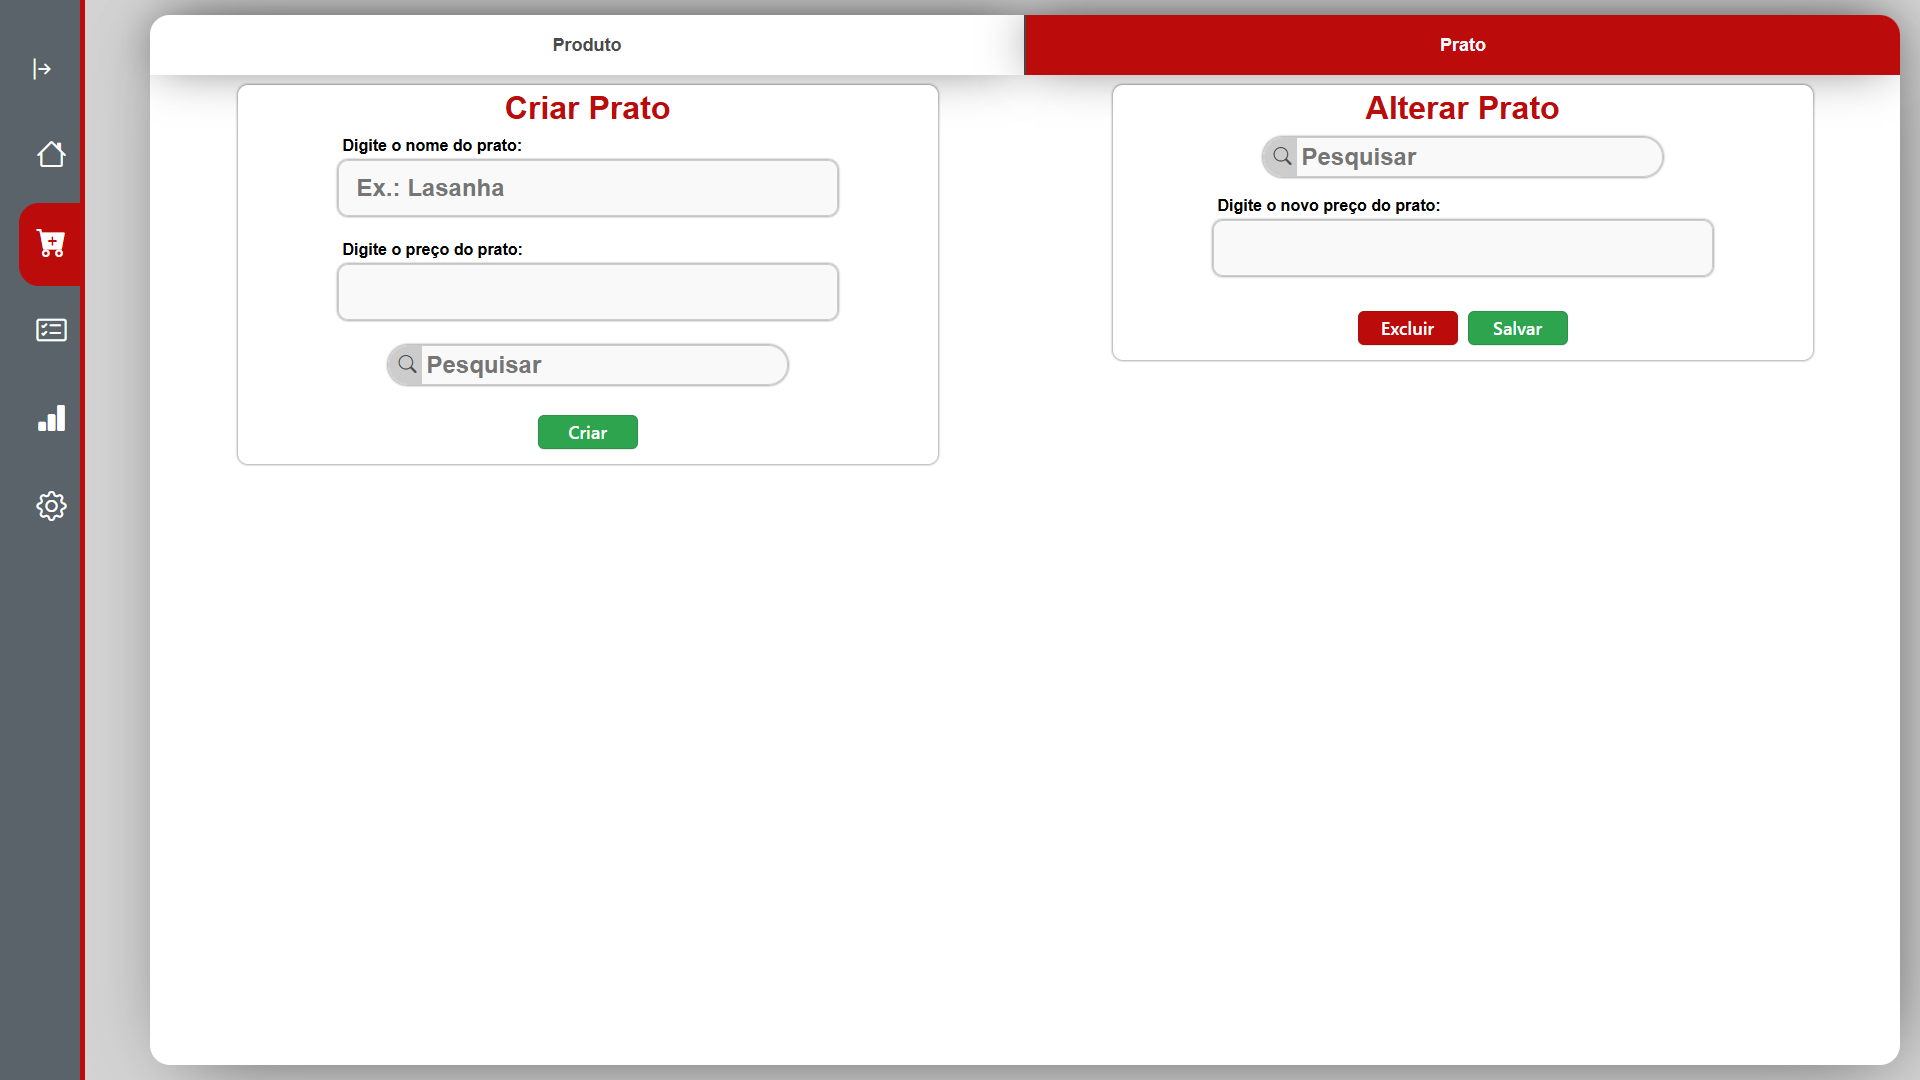 Produto
Prato
Criar Prato
Digite o nome do prato:
Ex.: Lasanha
Digite o preço do prato:
Pesquisar
Criar
Alterar Prato
Pesquisar
Digite o novo preço do prato:
Excluir
Salvar